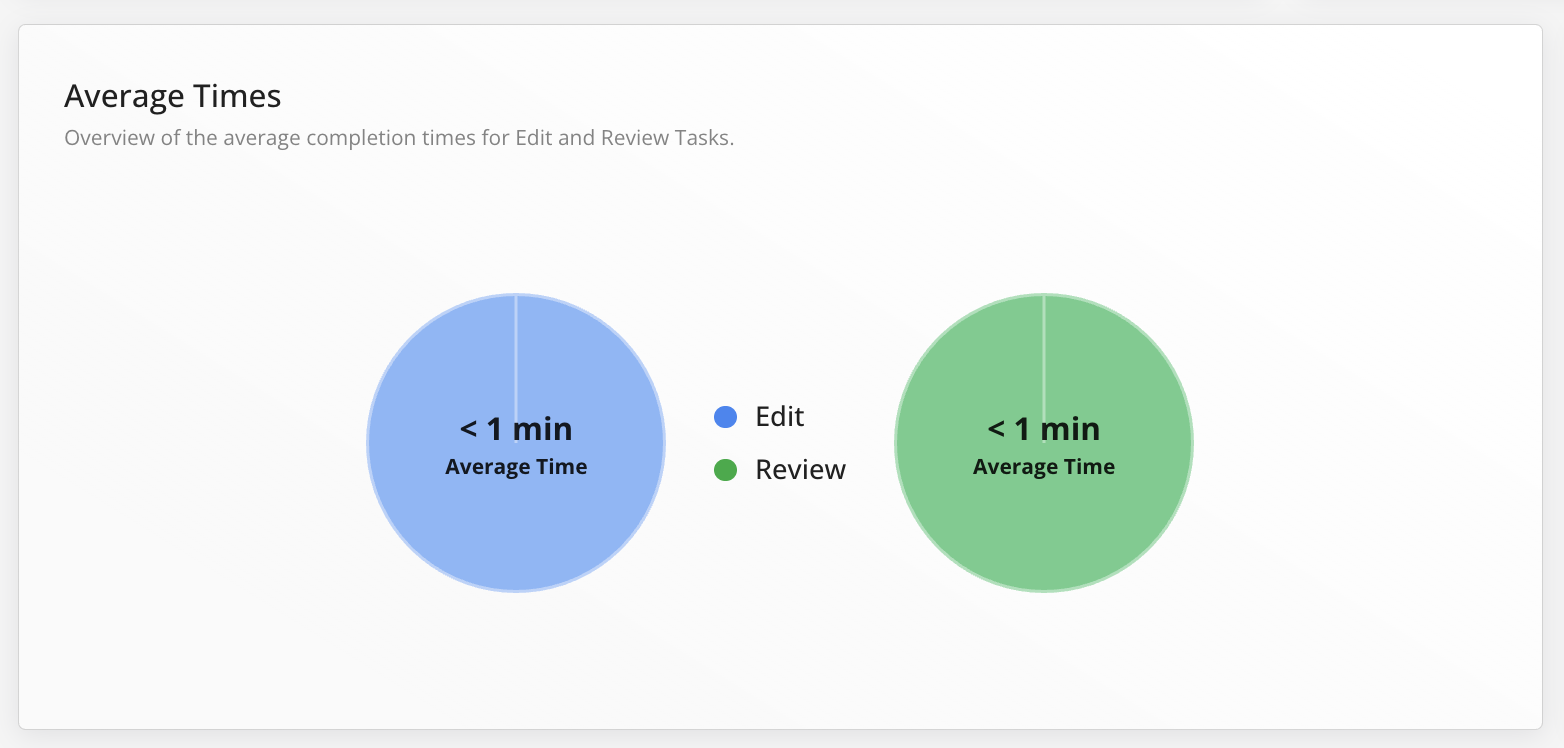 Average Times
Overview of the average completion times for Edit and Review Tasks.
< 1 min
Average Time
Edit
Review
< 1 min
Average Time